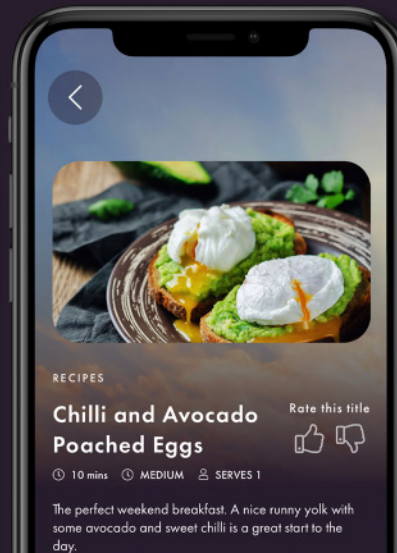 RECIPES
Chilli and Avocado
Poached Eggs
Rate this title
10 mins MEDIUM SERVES 1
The perfect weekend breakfast. A nice runny yolk with
some avocado and sweet chilli is a great start to the
day.